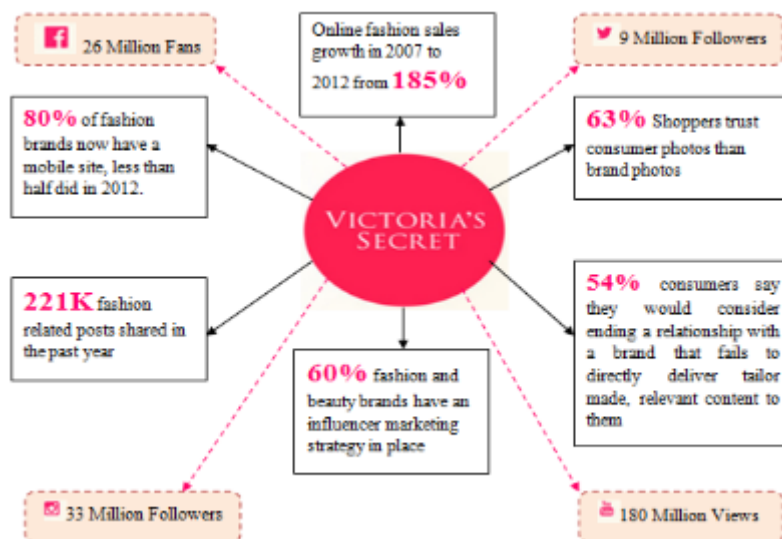 26 Million Fans
Online fashion sales
growth in 2007 to
2012 from 185%
9 Million Followers
80% of fashion
brands now have a
mobile site, less than
half did in 2012.
63% Shoppers trust
consumer photos than
brand photos
VICTORIA'S
SECRET
221K fashion
related posts shared in
the past year
54% consumers say
they would consider
ending a relationship with
a brand that fails to
directly deliver tailor
made, relevant content to
them
60% fashion and
beauty brands have an
influencer marketing
strategy in place
33 Million Followers
180 Million Views